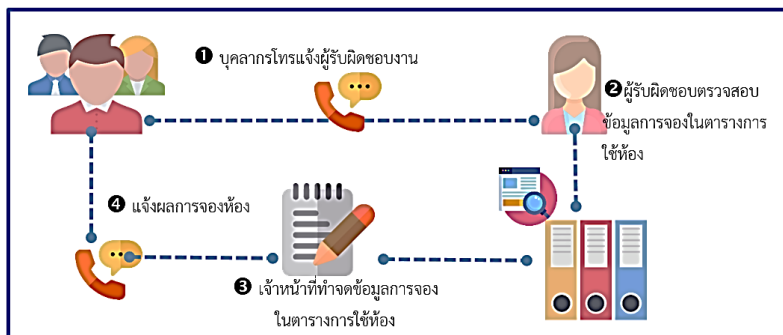 ❶ บุคลากรโทรแจ้งผู้รับผิดชอบงาน
❷ผู้รับผิดชอบตรวจสอบ
ข้อมูลการจองในตารางการ
ใช้ห้อง
❸ เจ้าหน้าที่ทำจดข้อมูลการจอง
ในตารางการใช้ห้อง
❹ แจ้งผลการจองห้อง